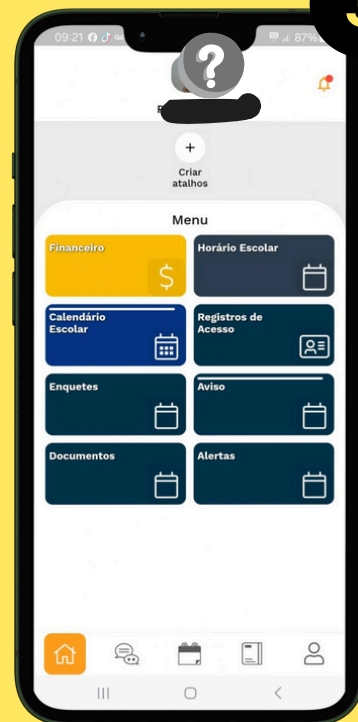 09:21
87%
?
+
Criar
atalhos
Menu
Financeiro
$
Horário Escolar
Calendário
Escolar
Registros de
Acesso
Enquetes
Aviso
Documentos
Alertas